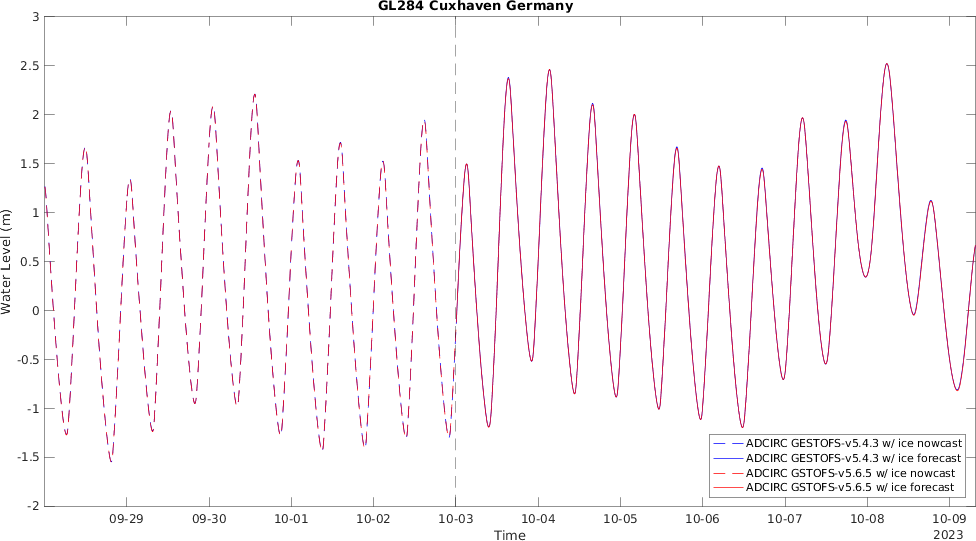 GL284 Cuxhaven Germany
3
2.5
2
1.5
1
0.5
0
-0.5
-1
-1.5
-2
Water Level (m)
ADCIRC GESTOFS-v5.4.3 w/ ice nowcast
ADCIRC GESTOFS-v5.4.3 w/ ice forecast
ADCIRC GSTOFS-v5.6.5 w/ ice nowcast
ADCIRC GSTOFS-v5.6.5 w/ ice forecast
09-29 09-30 10-01 10-02 10-03 10-04 10-05 10-06 10-07 10-08 10-09
Time 2023